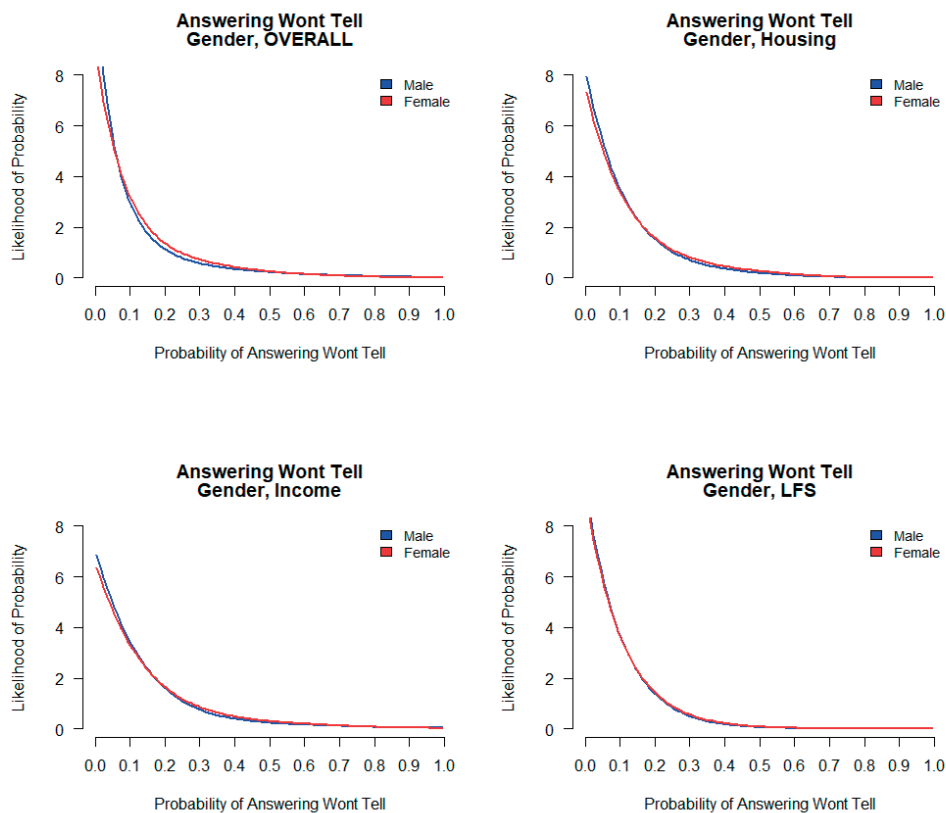 Answering Wont Tell
Gender, OVERALL
Likelihood of Probability
8
6
4
2
0
Male
Female
0.0 0.1 0.2 0.3 0.4 0.5 0.6 0.7 0.8 0.9 1.0
Probability of Answering Wont Tell
Answering Wont Tell
Gender, Housing
Likelihood of Probability
8
6
4
2
0
Male
Female
0.0 0.1 0.2 0.3 0.4 0.5 0.6 0.7 0.8 0.9 1.0
Probability of Answering Wont Tell
Answering Wont Tell
Gender, Income
Likelihood of Probability
8
6
4
2
0
Male
Female
0.0 0.1 0.2 0.3 0.4 0.5 0.6 0.7 0.8 0.9 1.0
Probability of Answering Wont Tell
Answering Wont Tell
Gender, LFS
Likelihood of Probability
8
6
4
2
0
Male
Female
0.0 0.1 0.2 0.3 0.4 0.5 0.6 0.7 0.8 0.9 1.0
Probability of Answering Wont Tell